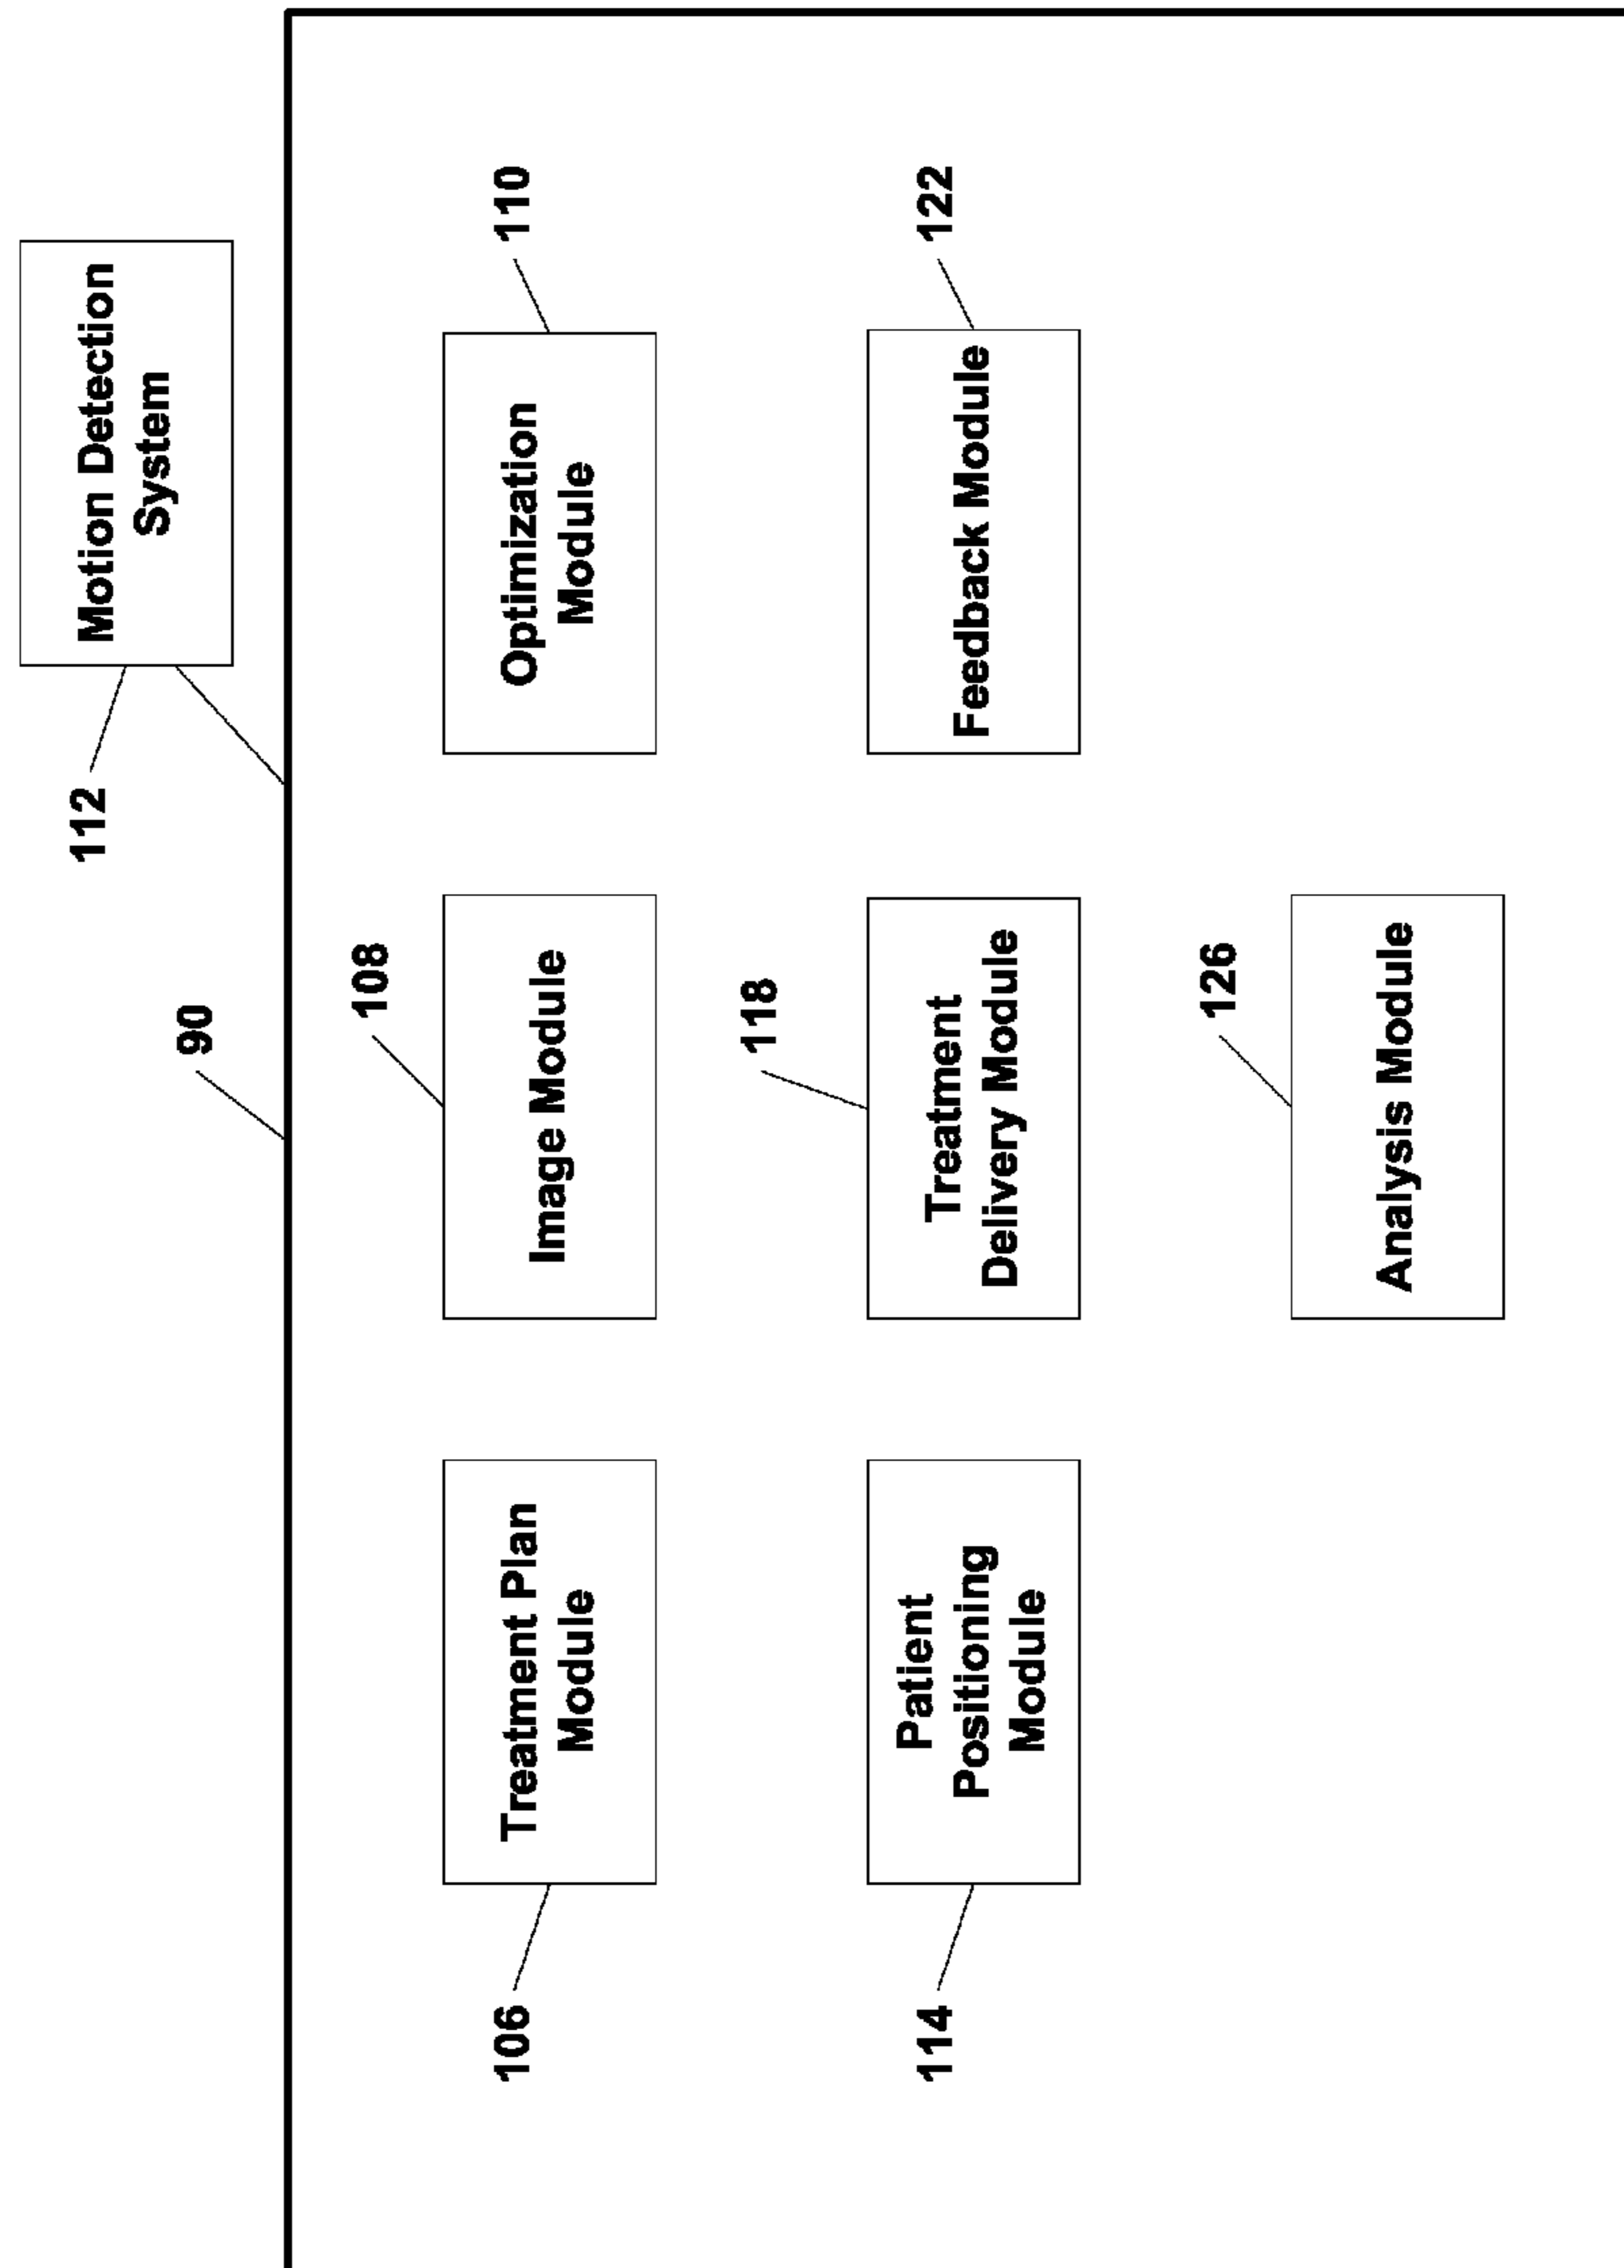 112
Motion Detection
System
90
108
110
106
Treatment Plan
Module
Image Module
Optimization
Module
118
122
114
Patient
Positioning
Module
Treatment
Delivery Module
Feedback Module
126
Analysis Module